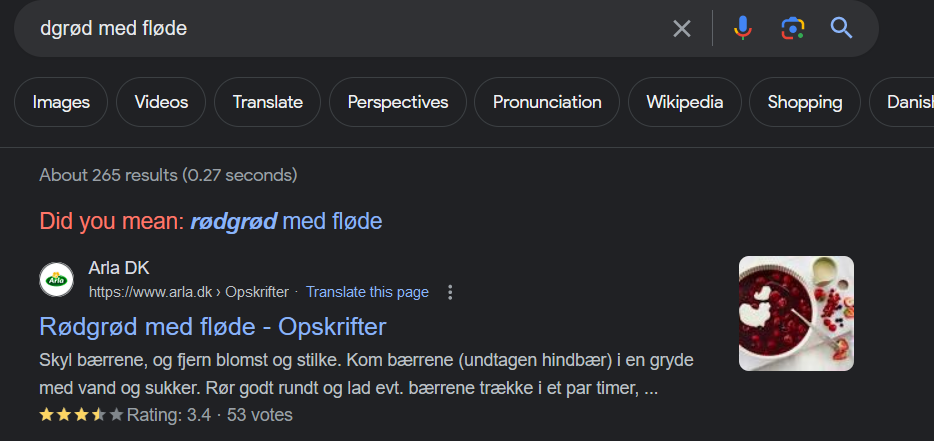 dgrød med fløde
Images Videos Translate Perspectives Pronunciation Wikipedia Shopping
About 265 results (0.27 seconds)
Did you mean: rødgrød med fløde
Arla DK
Arla
https://www.arla.dk › Opskrifter · Translate this page
Rødgrød med fløde - Opskrifter
Skyl bærrene, og fjern blomst og stilke. Kom bærrene (undtagen hindbær) i en gryde
med vand og sukker. Rør godt rundt og lad evt. bærrene trække i et par timer, ...
Rating: 3.4 · 53 votes